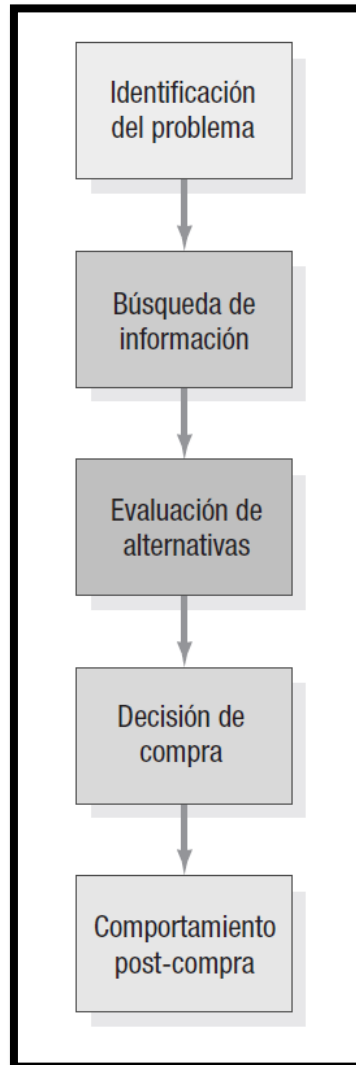 Identificación
del problema
Búsqueda de
información
Evaluación de
alternativas
Decisión de
compra
Comportamiento
post-compra